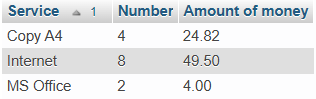 Service 1 Number Amount of money
Copy A4 4 24.82
Internet 8 49.50
MS Office 2 4.00